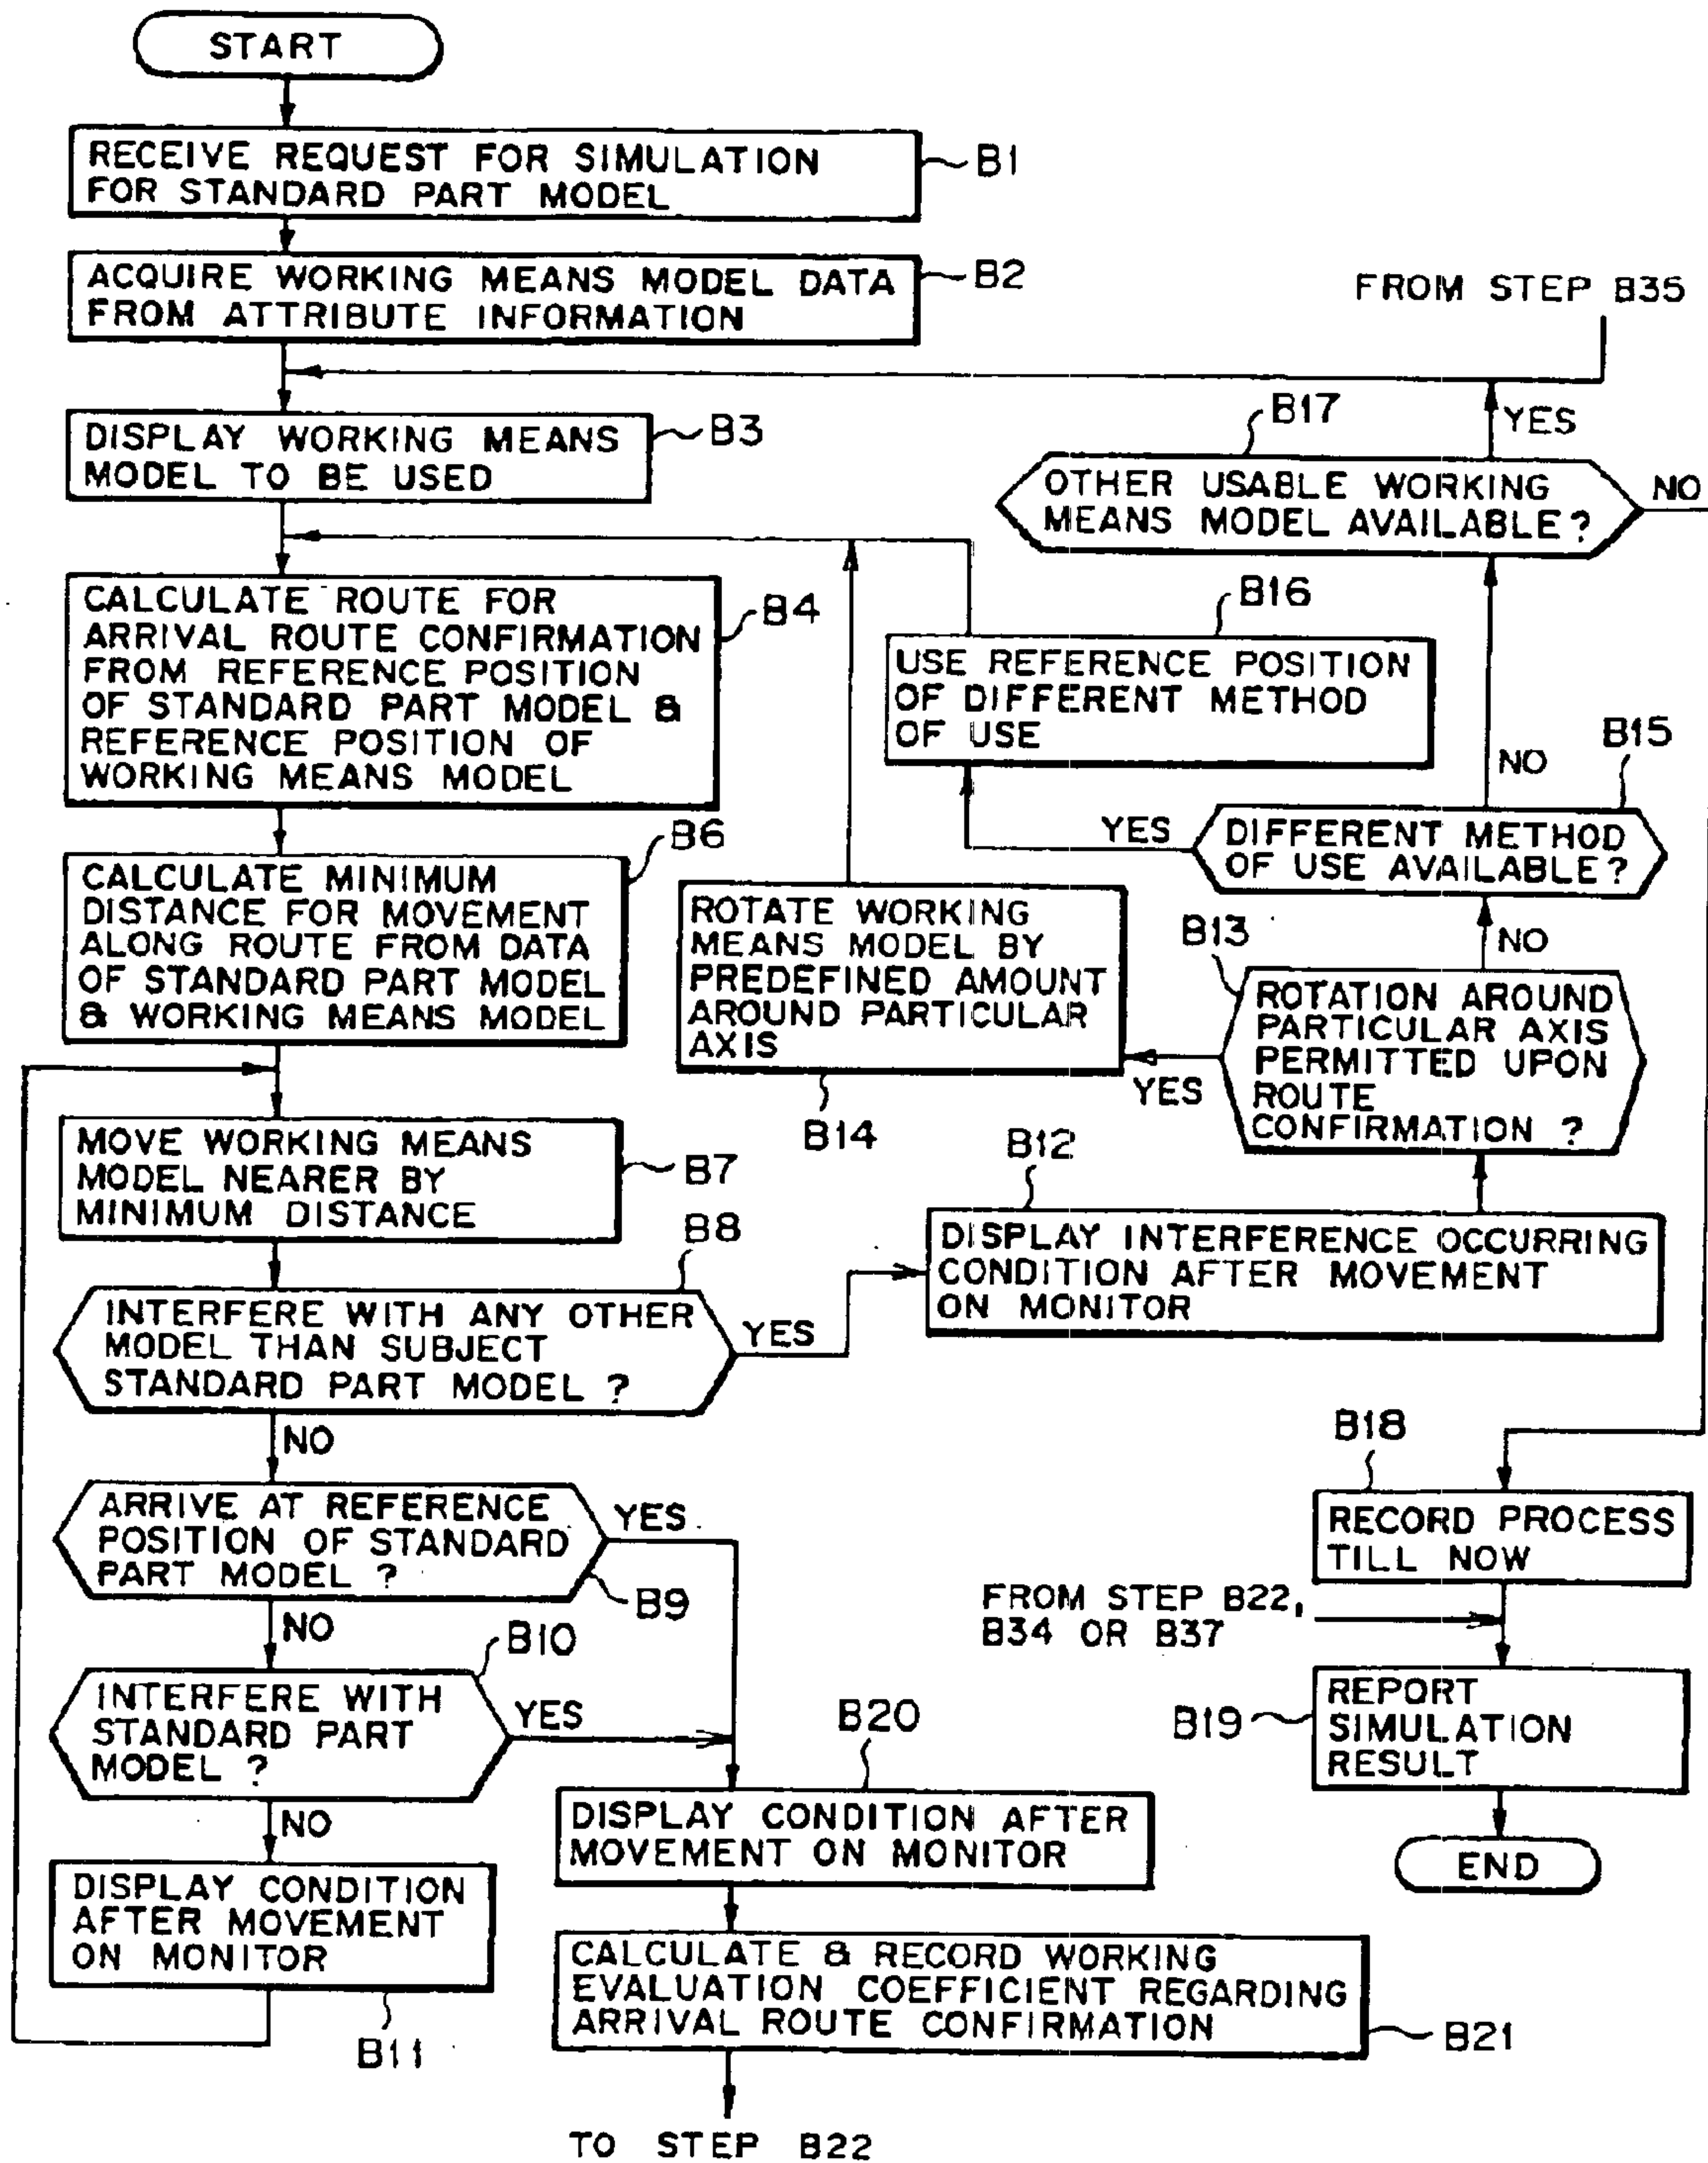 START
RECEIVE REQUEST FOR SIMULATION
FOR STANDARD PART MODEL
B1
ACQUIRE WORKING MEANS MODEL DATA
FROM ATTRIBUTE INFORMATION
B2
FROM STEP B35
DISPLAY WORKING MEANS
MODEL TO BE USED
B3
B17
YES
OTHER USABLE WORKING
MEANS MODEL AVAILABLE?
NO
CALCULATE ROUTE FOR
ARRIVAL ROUTE CONFIRMATION
FROM REFERENCE POSITION
OF STANDARD PART MODEL &
REFERENCE POSITION OF
WORKING MEANS MODEL
B4
B16
USE REFERENCE POSITION
OF DIFFERENT METHOD
OF USE
B15
NO
YES
DIFFERENT METHOD
OF USE AVAILABLE?
B6
CALCULATE MINIMUM
DISTANCE FOR MOVEMENT
ALONG ROUTE FROM DATA
OF STANDARD PART MODEL
& WORKING MEANS MODEL
ROTATE WORKING
MEANS MODEL BY
PREDEFINED AMOUNT
AROUND PARTICULAR
AXIS
B14
B13
NO
ROTATION AROUND
PARTICULAR AXIS
PERMITTED UPON
ROUTE
CONFIRMATION ?
YES
MOVE WORKING MEANS
MODEL NEARER BY
MINIMUM DISTANCE
B7
B12
DISPLAY INTERFERENCE OCCURRING
CONDITION AFTER MOVEMENT
ON MONITOR
B8
INTERFERE WITH ANY OTHER
MODEL THAN SUBJECT
STANDARD PART MODEL ?
YES
NO
ARRIVE AT REFERENCE
POSITION OF STANDARD
PART MODEL ?
YES
B9
NO
B18
RECORD PROCESS
TILL NOW
FROM STEP B22,
B34 OR B37
B10
INTERFERE WITH
STANDARD PART
MODEL ?
YES
NO
B19
REPORT
SIMULATION
RESULT
END
B20
DISPLAY CONDITION AFTER
MOVEMENT ON MONITOR
DISPLAY CONDITION
AFTER MOVEMENT
ON MONITOR
B11
CALCULATE & RECORD WORKING
EVALUATION COEFFICIENT REGARDING
ARRIVAL ROUTE CONFIRMATION
B21
TO STEP B22